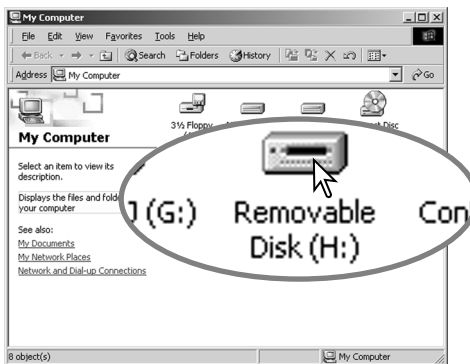 My Computer
File Edit View Favorites Tools Help
Back Search Folders History
Address My Computer Go
3½ Floppy
Disc
My Computer
Select an item to view its
description.
Displays the files and
your computer
(G:) Removable
Disk (H:)
See also:
My Documents
My Network Places
Network and Dial-up Connections
8 object(s) My Computer